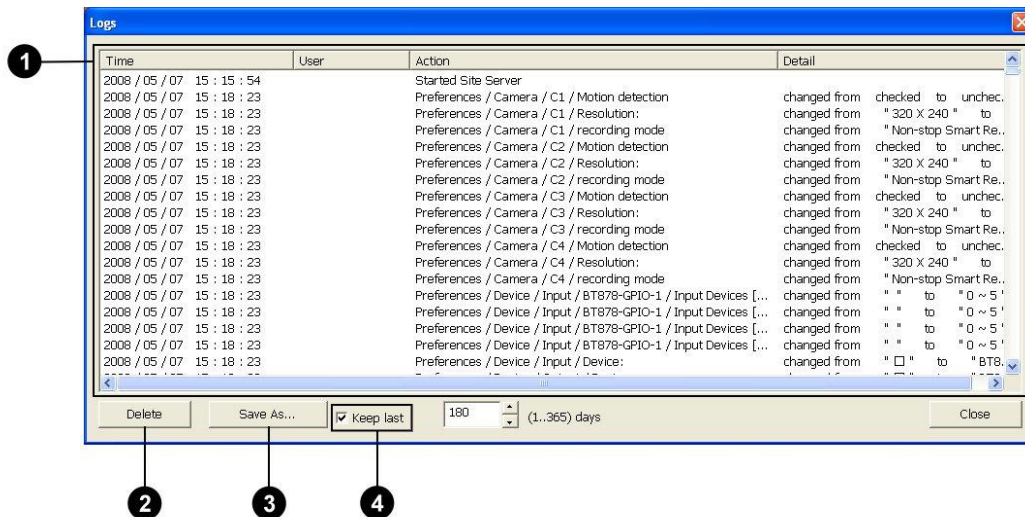 Logs
1
Time User Action Detail
2008 / 05 / 07 15 : 15 : 54 Started Site Server
2008 / 05 / 07 15 : 18 : 23 Preferences / Camera / C1 / Motion detection changed from checked to unchec.
2008 / 05 / 07 15 : 18 : 23 Preferences / Camera / C1 / Resolution: changed from " 320 X 240 " to
2008 / 05 / 07 15 : 18 : 23 Preferences / Camera / C1 / recording mode changed from " Non-stop Smart Re..
2008 / 05 / 07 15 : 18 : 23 Preferences / Camera / C2 / Motion detection changed from checked to unchec.
2008 / 05 / 07 15 : 18 : 23 Preferences / Camera / C2 / Resolution: changed from " 320 X 240 " to
2008 / 05 / 07 15 : 18 : 23 Preferences / Camera / C2 / recording mode changed from " Non-stop Smart Re..
2008 / 05 / 07 15 : 18 : 23 Preferences / Camera / C3 / Motion detection changed from checked to unchec.
2008 / 05 / 07 15 : 18 : 23 Preferences / Camera / C3 / Resolution: changed from " 320 X 240 " to
2008 / 05 / 07 15 : 18 : 23 Preferences / Camera / C3 / recording mode changed from " Non-stop Smart Re..
2008 / 05 / 07 15 : 18 : 23 Preferences / Camera / C4 / Motion detection changed from checked to unchec.
2008 / 05 / 07 15 : 18 : 23 Preferences / Camera / C4 / Resolution: changed from " 320 X 240 " to
2008 / 05 / 07 15 : 18 : 23 Preferences / Camera / C4 / recording mode changed from " Non-stop Smart Re..
2008 / 05 / 07 15 : 18 : 23 Preferences / Device / Input / BT878-GPIO-1 / Input Devices [... changed from " " to " 0 ~ 5 '
2008 / 05 / 07 15 : 18 : 23 Preferences / Device / Input / BT878-GPIO-1 / Input Devices [... changed from " " to " 0 ~ 5 '
2008 / 05 / 07 15 : 18 : 23 Preferences / Device / Input / BT878-GPIO-1 / Input Devices [... changed from " " to " 0 ~ 5 '
2008 / 05 / 07 15 : 18 : 23 Preferences / Device / Input / BT878-GPIO-1 / Input Devices [... changed from " " to " 0 ~ 5 '
2008 / 05 / 07 15 : 18 : 23 Preferences / Device / Input / Device: changed from " □ " to " BT8.
Delete Save As... Keep last 180 (1..365) days Close
2 3 4